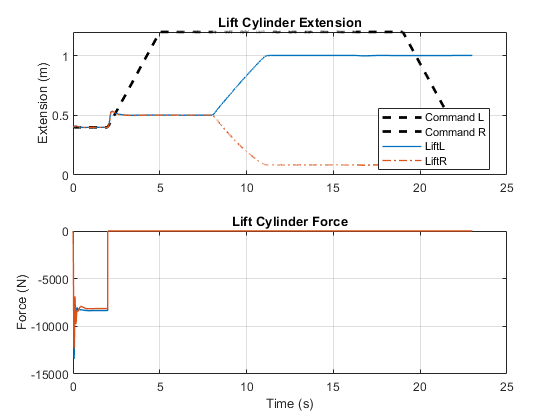 Lift Cylinder Extension
Extension (m)
1
0.5
0
0 5 10 15 20 25
Command L
Command R
LiftL
LiftR
Lift Cylinder Force
Force (N)
0
-5000
-10000
-15000
0 5 10 15 20 25
Time (s)